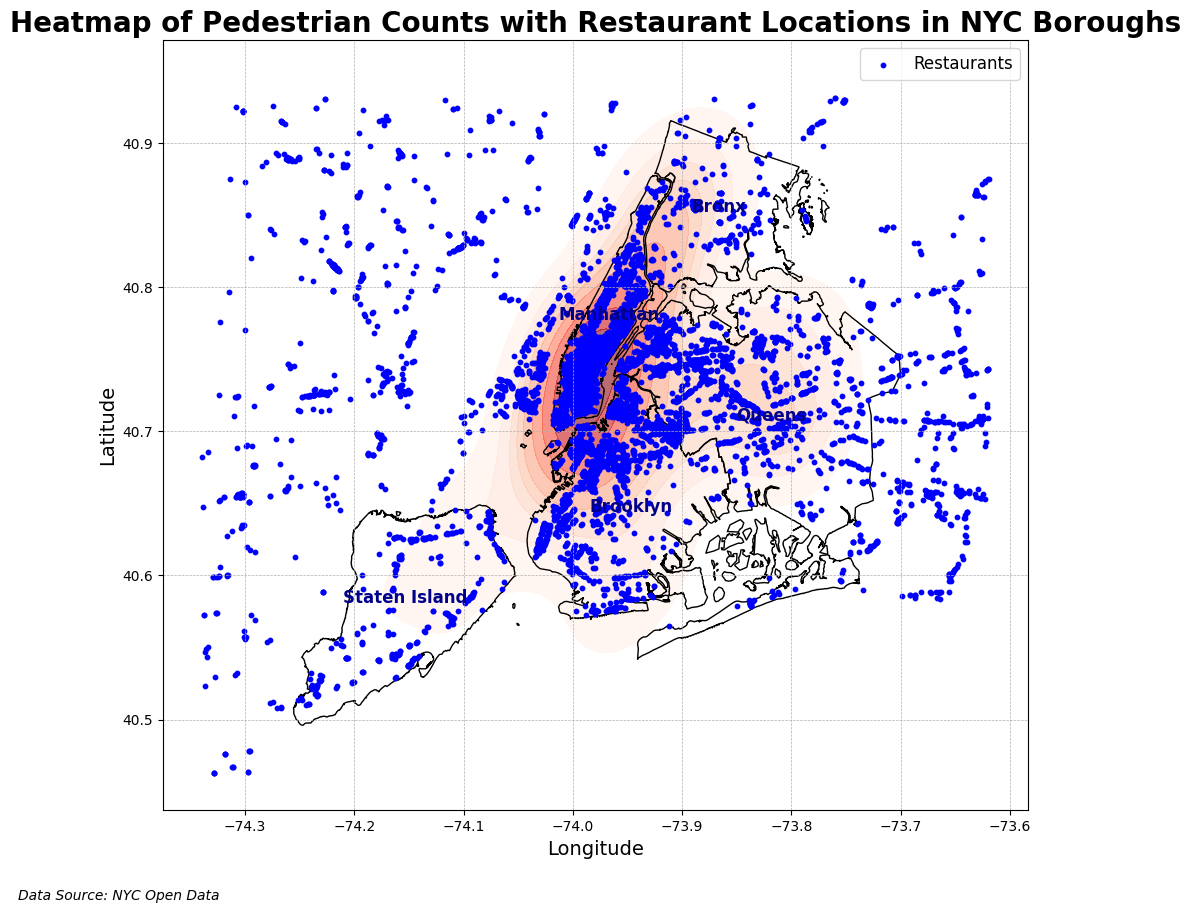 Heatmap of Pedestrian Counts with Restaurant Locations in NYC Boroughs
Restaurants
Latitude
40.9
40.8
40.7
40.6
40.5
Bronx
Manhattan
Queens
Brooklyn
Staten Island
−74.3 −74.2 −74.1 −74.0 −73.9 −73.8 −73.7 −73.6
Longitude
Data Source: NYC Open Data